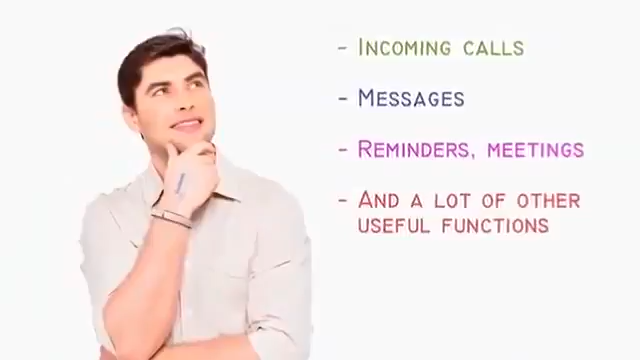 - Incoming calls
- Messages
- Reminders, meetings
- And a lot of other
useful functions